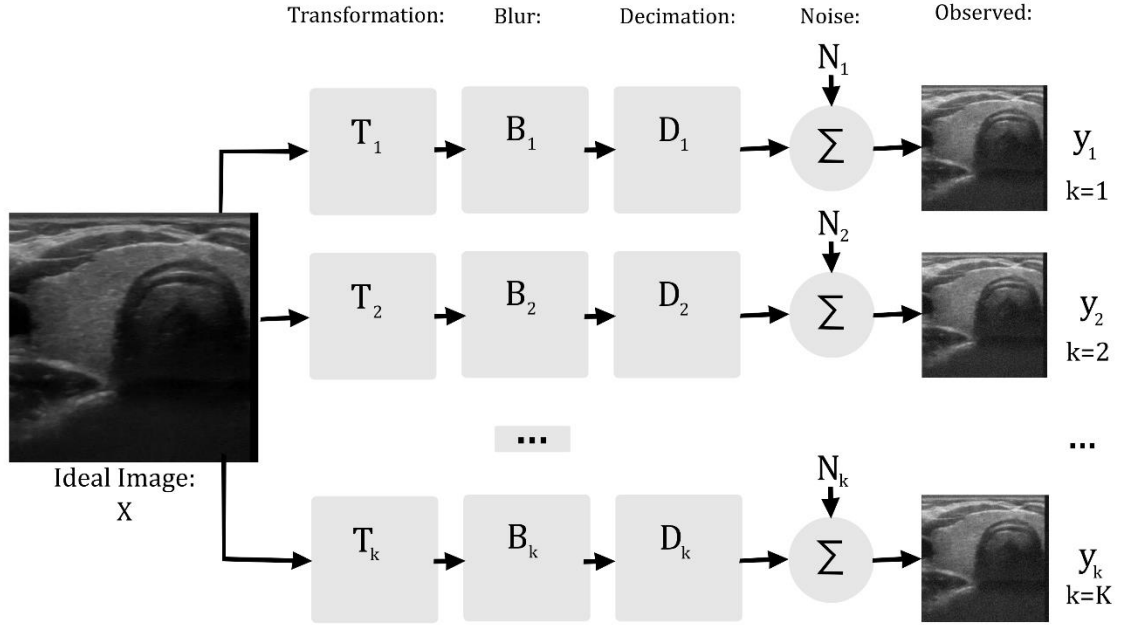 Transformation: Blur: Decimation: Noise: Observed:
N₁
T₁ B₁ D₁ Σ y₁
k=1
N₂
T₂ B₂ D₂ Σ y₂
k=2
... ...
Ideal Image:
X
Nₖ
Tₖ Bₖ Dₖ Σ yₖ
k=K